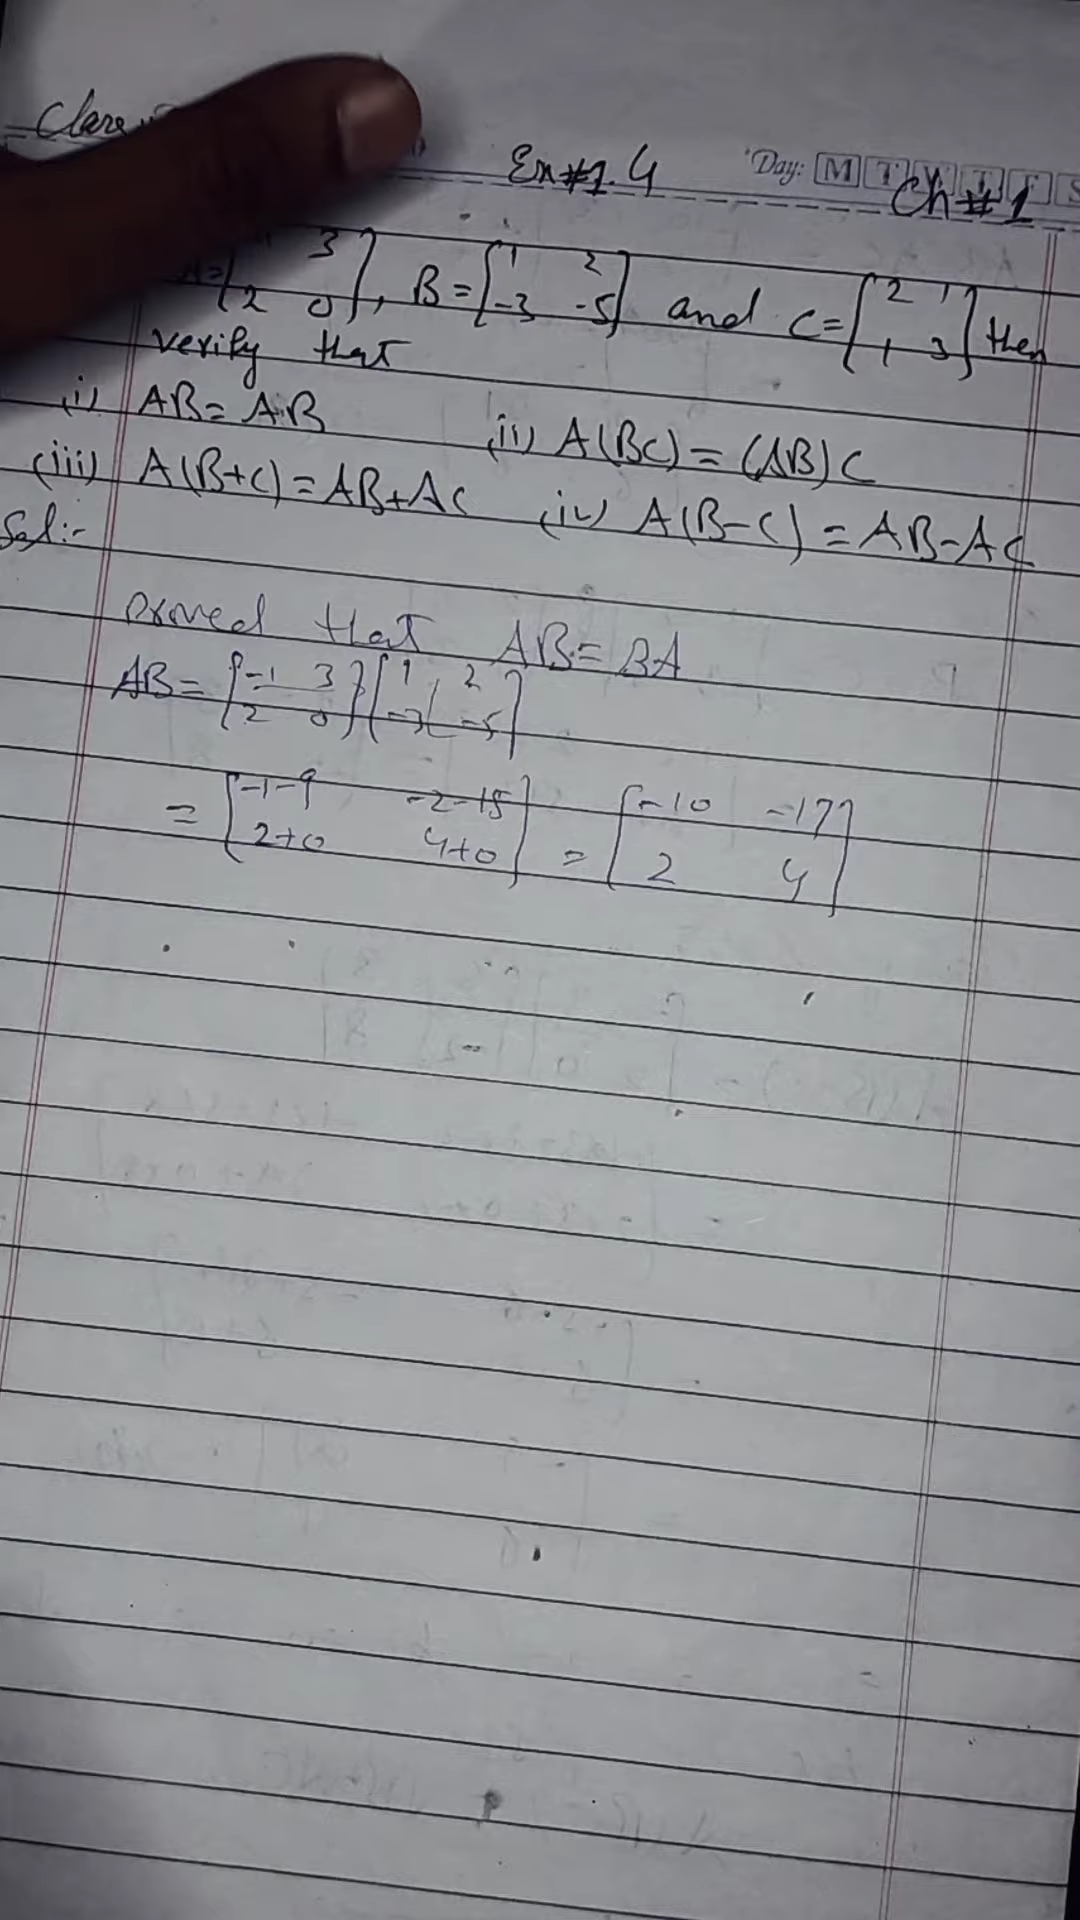 Ex#1.4 Day: M T W T F S
Ch#1
3
2 0 ], B = [ 1 2
-3 -5 ] and C = [ 2 1
1 3 ] then
verify that
(i) AB = AB (ii) A(BC) = (AB)C
(iii) A(B+C) = AB+AC (iv) A(B-C) = AB-AC
Sol:-
Proved that AB = BA
AB = [ -1 3
2 0 ] [ 1 2
-3 -5 ]
= [ -1-9 -2-15
2+0 4+0 ] = [ -10 -17
2 4 ]